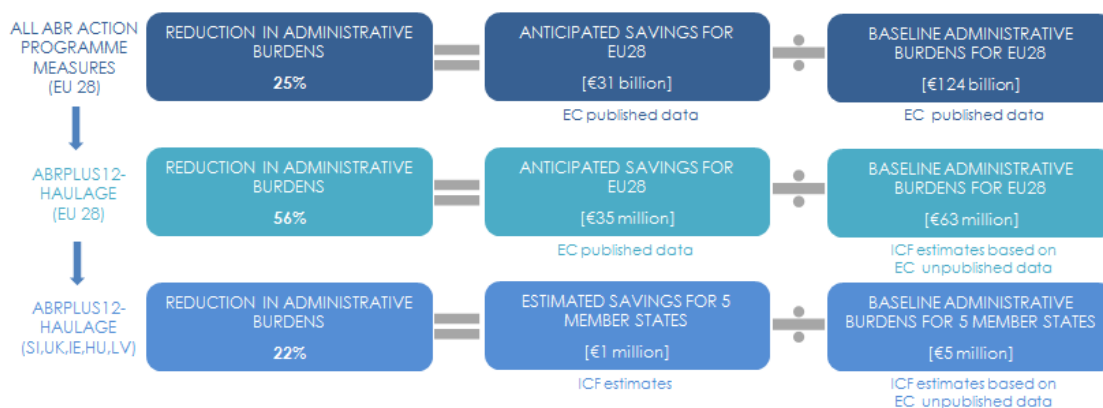 ALL ABR ACTION
PROGRAMME
MEASURES
(EU 28)
REDUCTION IN ADMINISTRATIVE
BURDENS
25%
ANTICIPATED SAVINGS FOR
EU28
[€31 billion]
EC published data
BASELINE ADMINISTRATIVE
BURDENS FOR EU28
[€124 billion]
EC published data
ABRPLUS12-
HAULAGE
(EU 28)
REDUCTION IN ADMINISTRATIVE
BURDENS
56%
ANTICIPATED SAVINGS FOR
EU28
[€35 million]
EC published data
BASELINE ADMINISTRATIVE
BURDENS FOR EU28
[€63 million]
ICF estimates based on
EC unpublished data
ABRPLUS12-
HAULAGE
(SI,UK,IE,HU,LV)
REDUCTION IN ADMINISTRATIVE
BURDENS
22%
ESTIMATED SAVINGS FOR 5
MEMBER STATES
[€1 million]
ICF estimates
BASELINE ADMINISTRATIVE
BURDENS FOR 5 MEMBER STATES
[€5 million]
ICF estimates based on
EC unpublished data